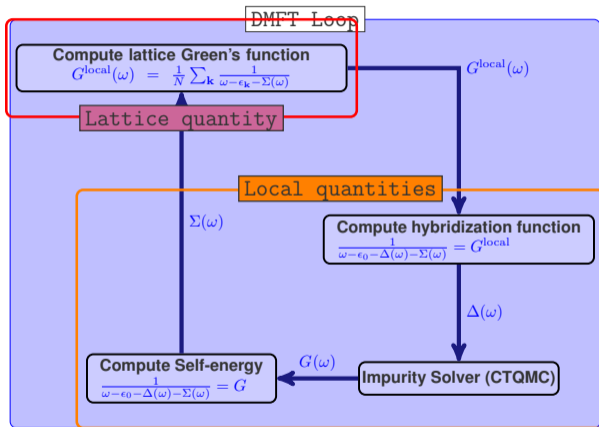 DMFT Loop
Compute lattice Green's function
G^local(ω) = 1/N ∑_k 1/(ω−ϵ_k−Σ(ω))
G^local(ω)
Lattice quantity
Local quantities
Σ(ω)
Compute hybridization function
1/(ω−ϵ_0−Δ(ω)−Σ(ω)) = G^local
Δ(ω)
Compute Self-energy
1/(ω−ϵ_0−Δ(ω)−Σ(ω)) = G
G(ω)
Impurity Solver (CTQMC)